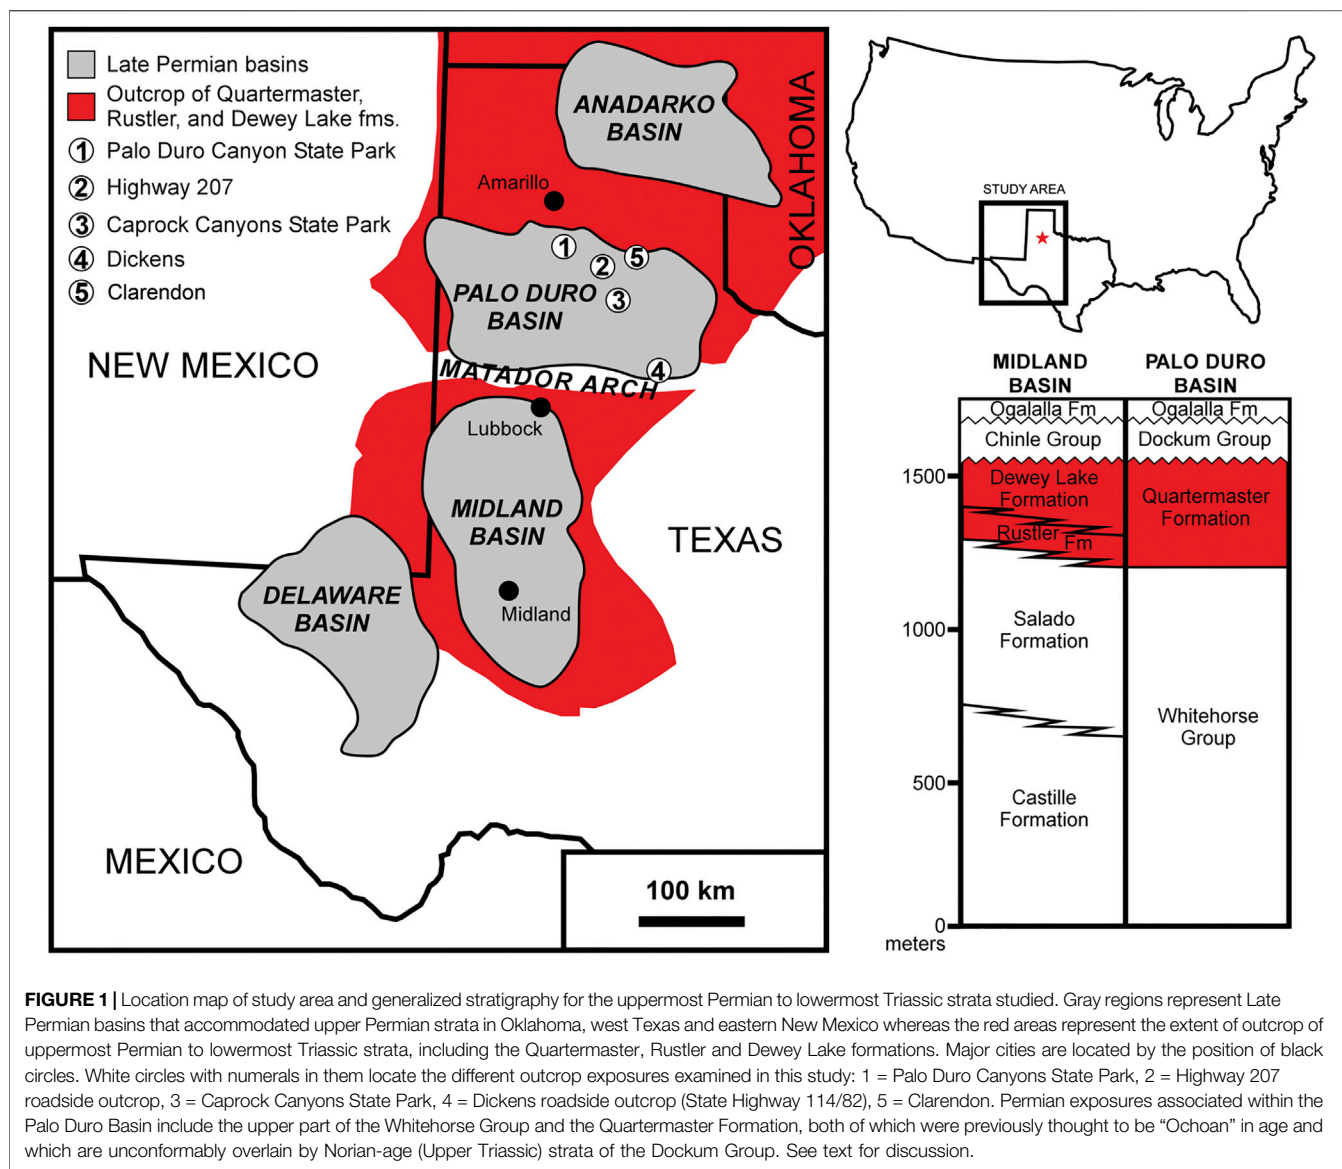 Late Permian basins
Outcrop of Quartermaster,
Rustler, and Dewey Lake fms.
1 Palo Duro Canyon State Park
2 Highway 207
3 Caprock Canyons State Park
4 Dickens
5 Clarendon
ANADARKO
BASIN
OKLAHOMA
Amarillo
1
2
5
3
PALO DURO
BASIN
4
NEW MEXICO
MATADOR ARCH
Lubbock
MIDLAND
BASIN
TEXAS
Midland
DELAWARE
BASIN
MEXICO
100 km
STUDY AREA
MIDLAND
BASIN
PALO DURO
BASIN
Ogalalla Fm
Ogalalla Fm
Chinle Group
Dockum Group
1500
Dewey Lake
Formation
Quartermaster
Formation
Rustler
Fm
1000
Salado
Formation
Whitehorse
Group
500
Castille
Formation
0
meters
FIGURE 1 | Location map of study area and generalized stratigraphy for the uppermost Permian to lowermost Triassic strata studied. Gray regions represent Late
Permian basins that accommodated upper Permian strata in Oklahoma, west Texas and eastern New Mexico whereas the red areas represent the extent of outcrop of
uppermost Permian to lowermost Triassic strata, including the Quartermaster, Rustler and Dewey Lake formations. Major cities are located by the position of black
circles. White circles with numerals in them locate the different outcrop exposures examined in this study: 1 = Palo Duro Canyons State Park, 2 = Highway 207
roadside outcrop, 3 = Caprock Canyons State Park, 4 = Dickens roadside outcrop (State Highway 114/82), 5 = Clarendon. Permian exposures associated within the
Palo Duro Basin include the upper part of the Whitehorse Group and the Quartermaster Formation, both of which were previously thought to be “Ochoan” in age and
which are unconformably overlain by Norian-age (Upper Triassic) strata of the Dockum Group. See text for discussion.